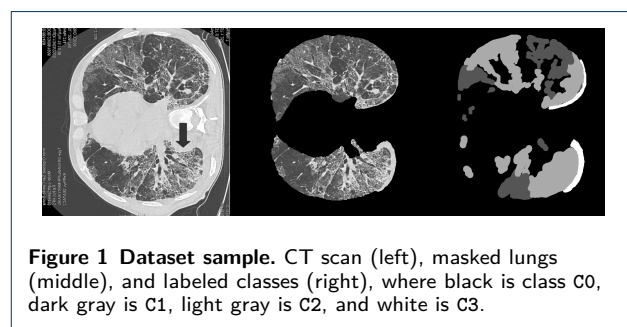 Figure 1 Dataset sample. CT scan (left), masked lungs
(middle), and labeled classes (right), where black is class C0,
dark gray is C1, light gray is C2, and white is C3.